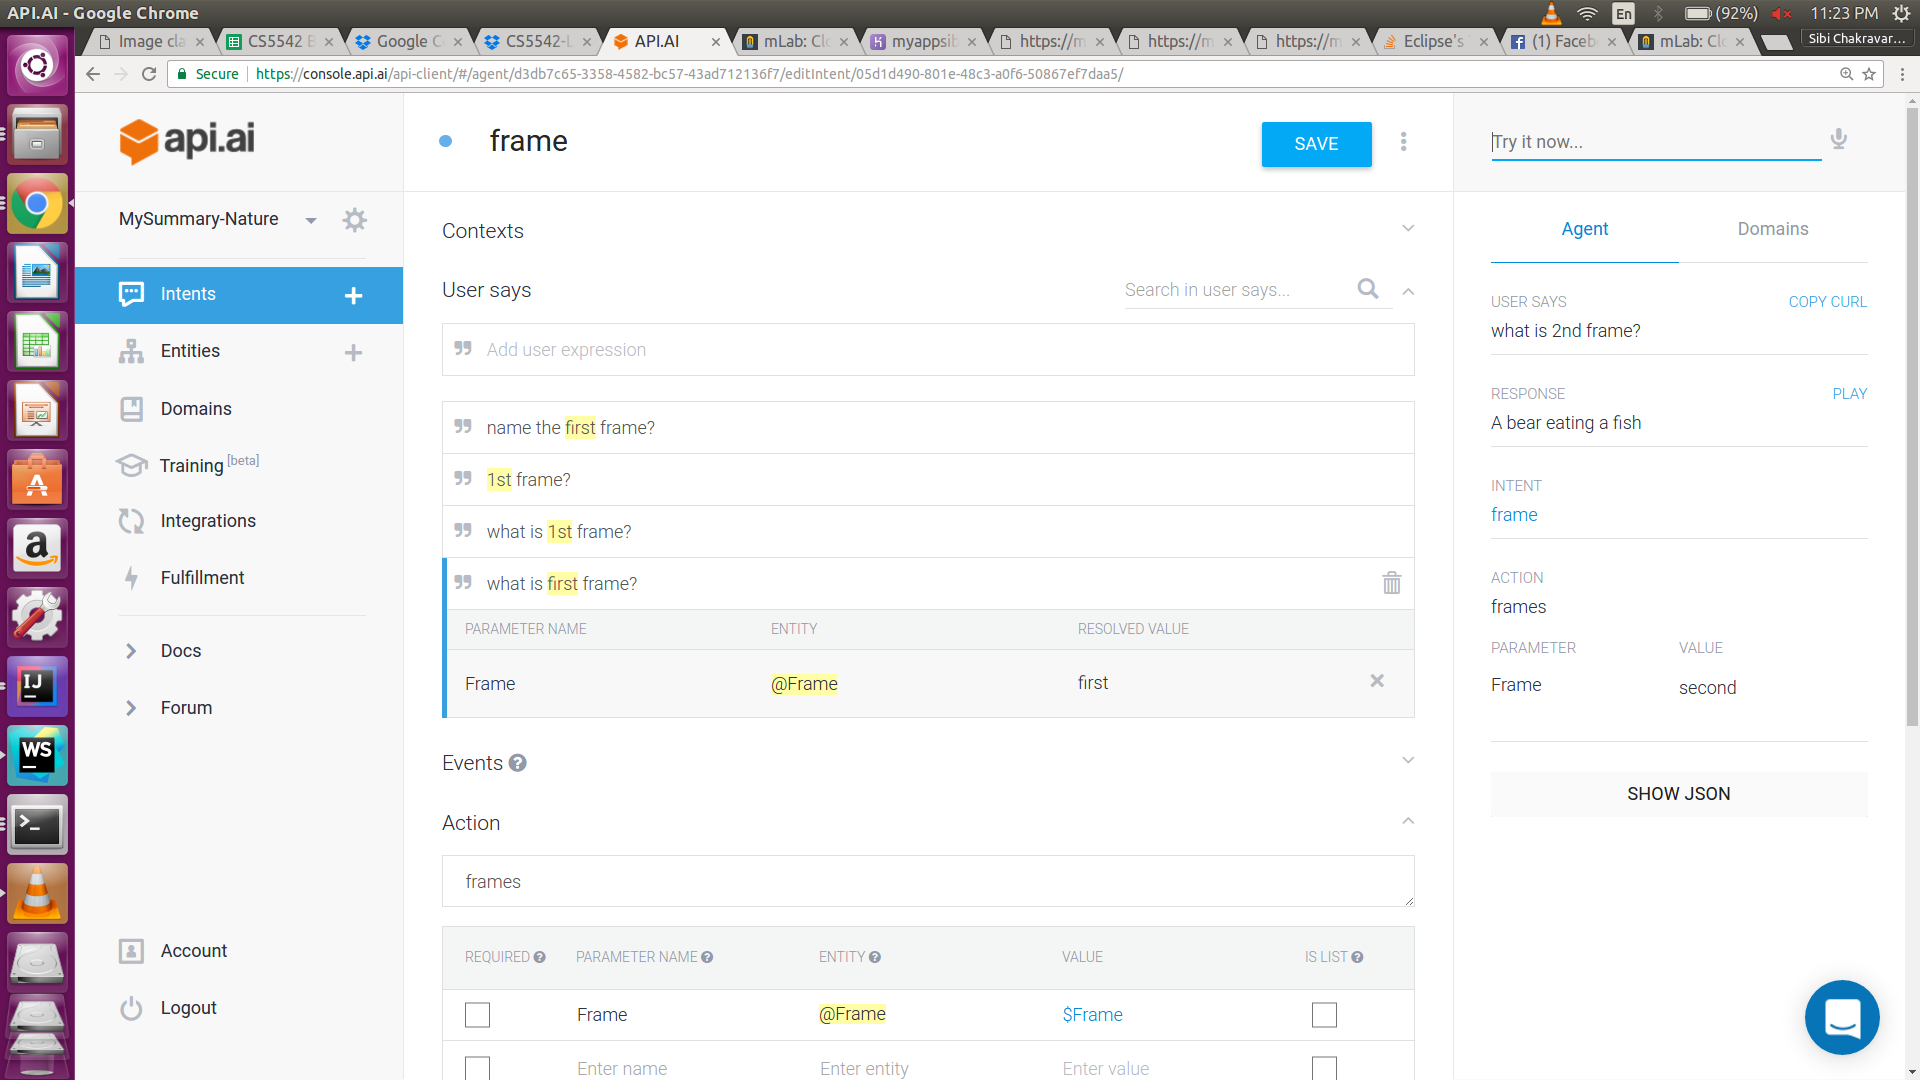 API.AI - Google Chrome
En
(92%)
11:23 PM
Image cla
CS5542 B
Google C
CS5542-L
API.AI
mLab: Clo
myappsib
https://m
https://m
https://m
Eclipse's
(1) Faceb
mLab: Clo
Sibi Chakravar...
Secure
https://console.api.ai/api-client/#/agent/d3db7c65-3358-4582-bc57-43ad712136f7/editIntent/05d1d490-801e-48c3-a0f6-50867ef7daa5/
api.ai
MySummary-Nature
Intents
Entities
Domains
Training [beta]
Integrations
Fulfillment
Docs
Forum
Account
Logout
frame
SAVE
Contexts
User says
Search in user says...
Add user expression
name the first frame?
1st frame?
what is 1st frame?
what is first frame?
PARAMETER NAME ENTITY RESOLVED VALUE
Frame @Frame first
Events
Action
frames
REQUIRED PARAMETER NAME ENTITY VALUE IS LIST
Frame @Frame $Frame
Enter name Enter entity Enter value
Try it now...
Agent Domains
USER SAYS COPY CURL
what is 2nd frame?
RESPONSE PLAY
A bear eating a fish
INTENT
frame
ACTION
frames
PARAMETER VALUE
Frame second
SHOW JSON
IJ
WS